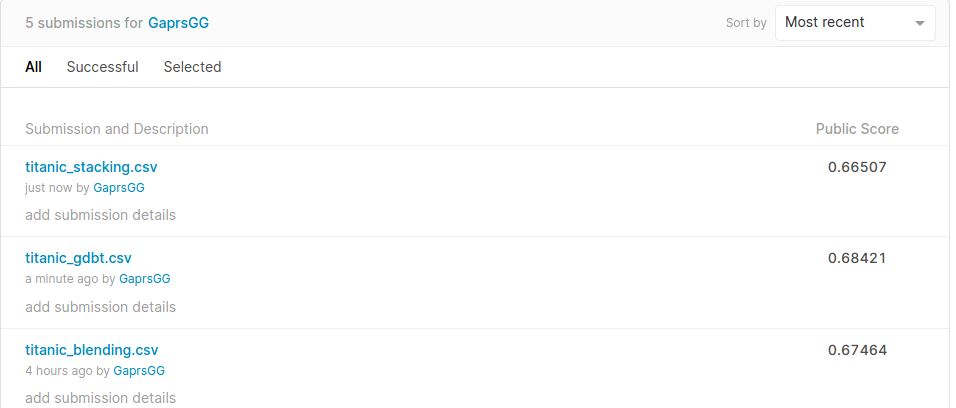 5 submissions for GaprsGG
Sort by Most recent
All Successful Selected
Submission and Description Public Score
titanic_stacking.csv 0.66507
just now by GaprsGG
add submission details
titanic_gdbt.csv 0.68421
a minute ago by GaprsGG
add submission details
titanic_blending.csv 0.67464
4 hours ago by GaprsGG
add submission details